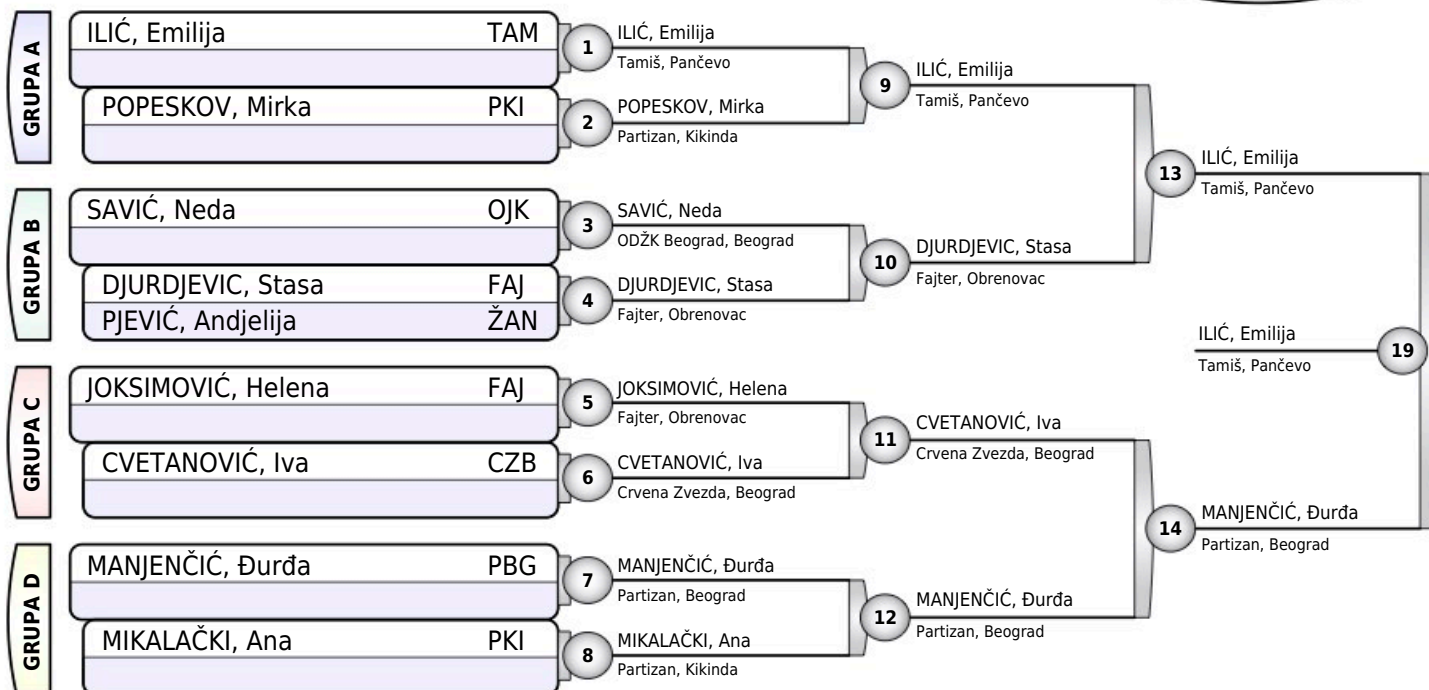 GRUPA A
ILIĆ, Emilija TAM
POPESKOV, Mirka PKI
GRUPA B
SAVIĆ, Neda OJK
DJURDJEVIC, Stasa FAJ
PJEVIĆ, Andjelija ŽAN
GRUPA C
JOKSIMOVIĆ, Helena FAJ
CVETANOVIĆ, Iva CZB
GRUPA D
MANJENČIĆ, Đurđa PBG
MIKALAČKI, Ana PKI
1
ILIĆ, Emilija
Tamiš, Pančevo
2
POPESKOV, Mirka
Partizan, Kikinda
3
SAVIĆ, Neda
ODŽK Beograd, Beograd
4
DJURDJEVIC, Stasa
Fajter, Obrenovac
5
JOKSIMOVIĆ, Helena
Fajter, Obrenovac
6
CVETANOVIĆ, Iva
Crvena Zvezda, Beograd
7
MANJENČIĆ, Đurđa
Partizan, Beograd
8
MIKALAČKI, Ana
Partizan, Kikinda
9
ILIĆ, Emilija
Tamiš, Pančevo
10
DJURDJEVIC, Stasa
Fajter, Obrenovac
11
CVETANOVIĆ, Iva
Crvena Zvezda, Beograd
12
MANJENČIĆ, Đurđa
Partizan, Beograd
13
ILIĆ, Emilija
Tamiš, Pančevo
14
MANJENČIĆ, Đurđa
Partizan, Beograd
ILIĆ, Emilija
Tamiš, Pančevo
19